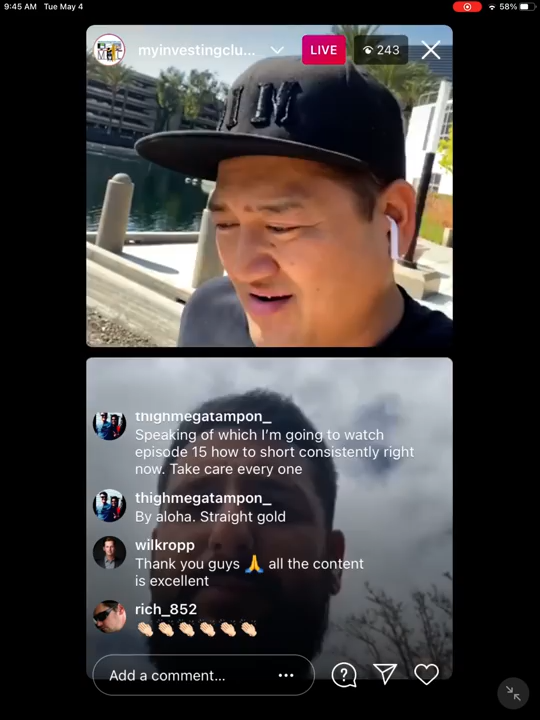 9:45 AM Tue May 4
58%
myinvestingclu...
LIVE
243
IM
thighmegatampon_
Speaking of which I'm going to watch
episode 15 how to short consistently right
now. Take care every one
thighmegatampon_
By aloha. Straight gold
wilkropp
Thank you guys 🙏 all the content
is excellent
rich_852
👏🏻👏🏻👏🏻👏🏻👏🏻👏🏻
Add a comment...